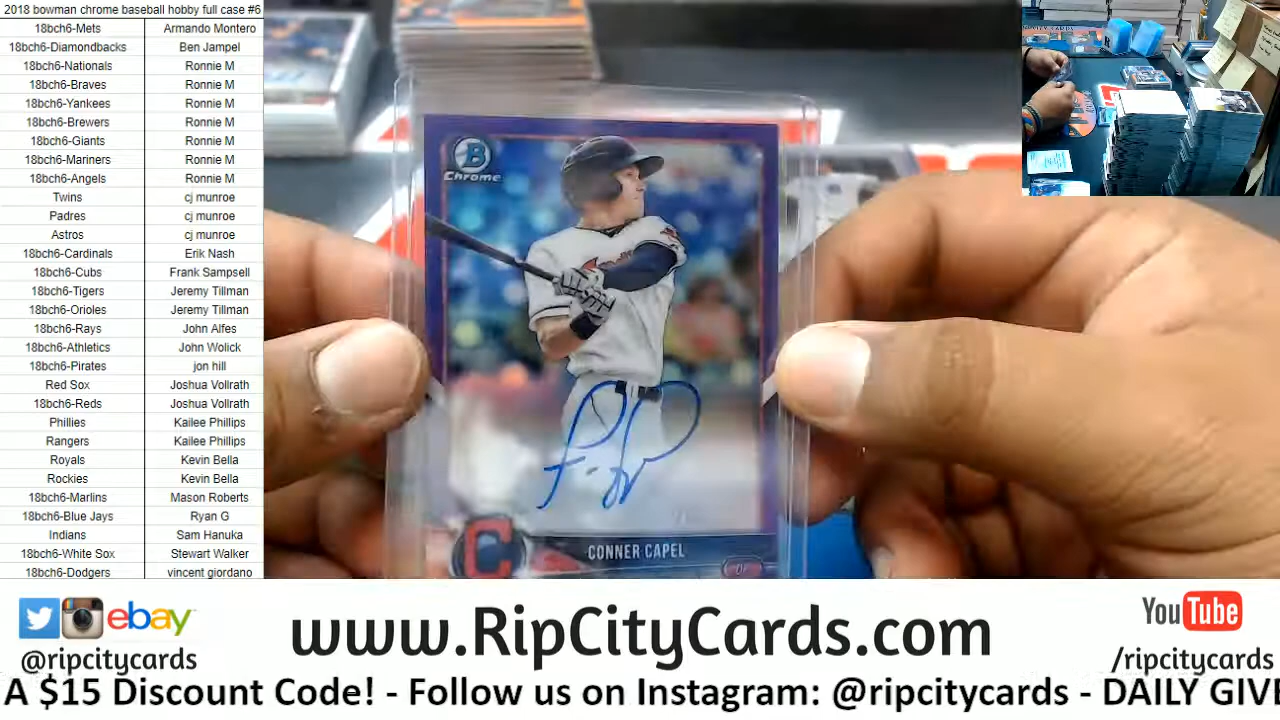 2018 bowman chrome baseball hobby full case #6
18bch6-Mets Armando Montero
18bch6-Diamondbacks Ben Jampel
18bch6-Nationals Ronnie M
18bch6-Braves Ronnie M
18bch6-Yankees Ronnie M
18bch6-Brewers Ronnie M
18bch6-Giants Ronnie M
18bch6-Mariners Ronnie M
18bch6-Angels Ronnie M
Twins cj munroe
Padres cj munroe
Astros cj munroe
18bch6-Cardinals Erik Nash
18bch6-Cubs Frank Sampsell
18bch6-Tigers Jeremy Tillman
18bch6-Orioles Jeremy Tillman
18bch6-Rays John Alfes
18bch6-Athletics John Wolick
18bch6-Pirates jon hill
Red Sox Joshua Vollrath
18bch6-Reds Joshua Vollrath
Phillies Kailee Phillips
Rangers Kailee Phillips
Royals Kevin Bella
Rockies Kevin Bella
18bch6-Marlins Mason Roberts
18bch6-Blue Jays Ryan G
Indians Sam Hanuka
18bch6-White Sox Stewart Walker
18bch6-Dodgers vincent giordano
B
Chrome
C
CONNER CAPEL
OF
ebay
@ripcitycards
www.RipCityCards.com
YouTube
/ripcitycards
A $15 Discount Code! - Follow us on Instagram: @ripcitycards - DAILY GIVE